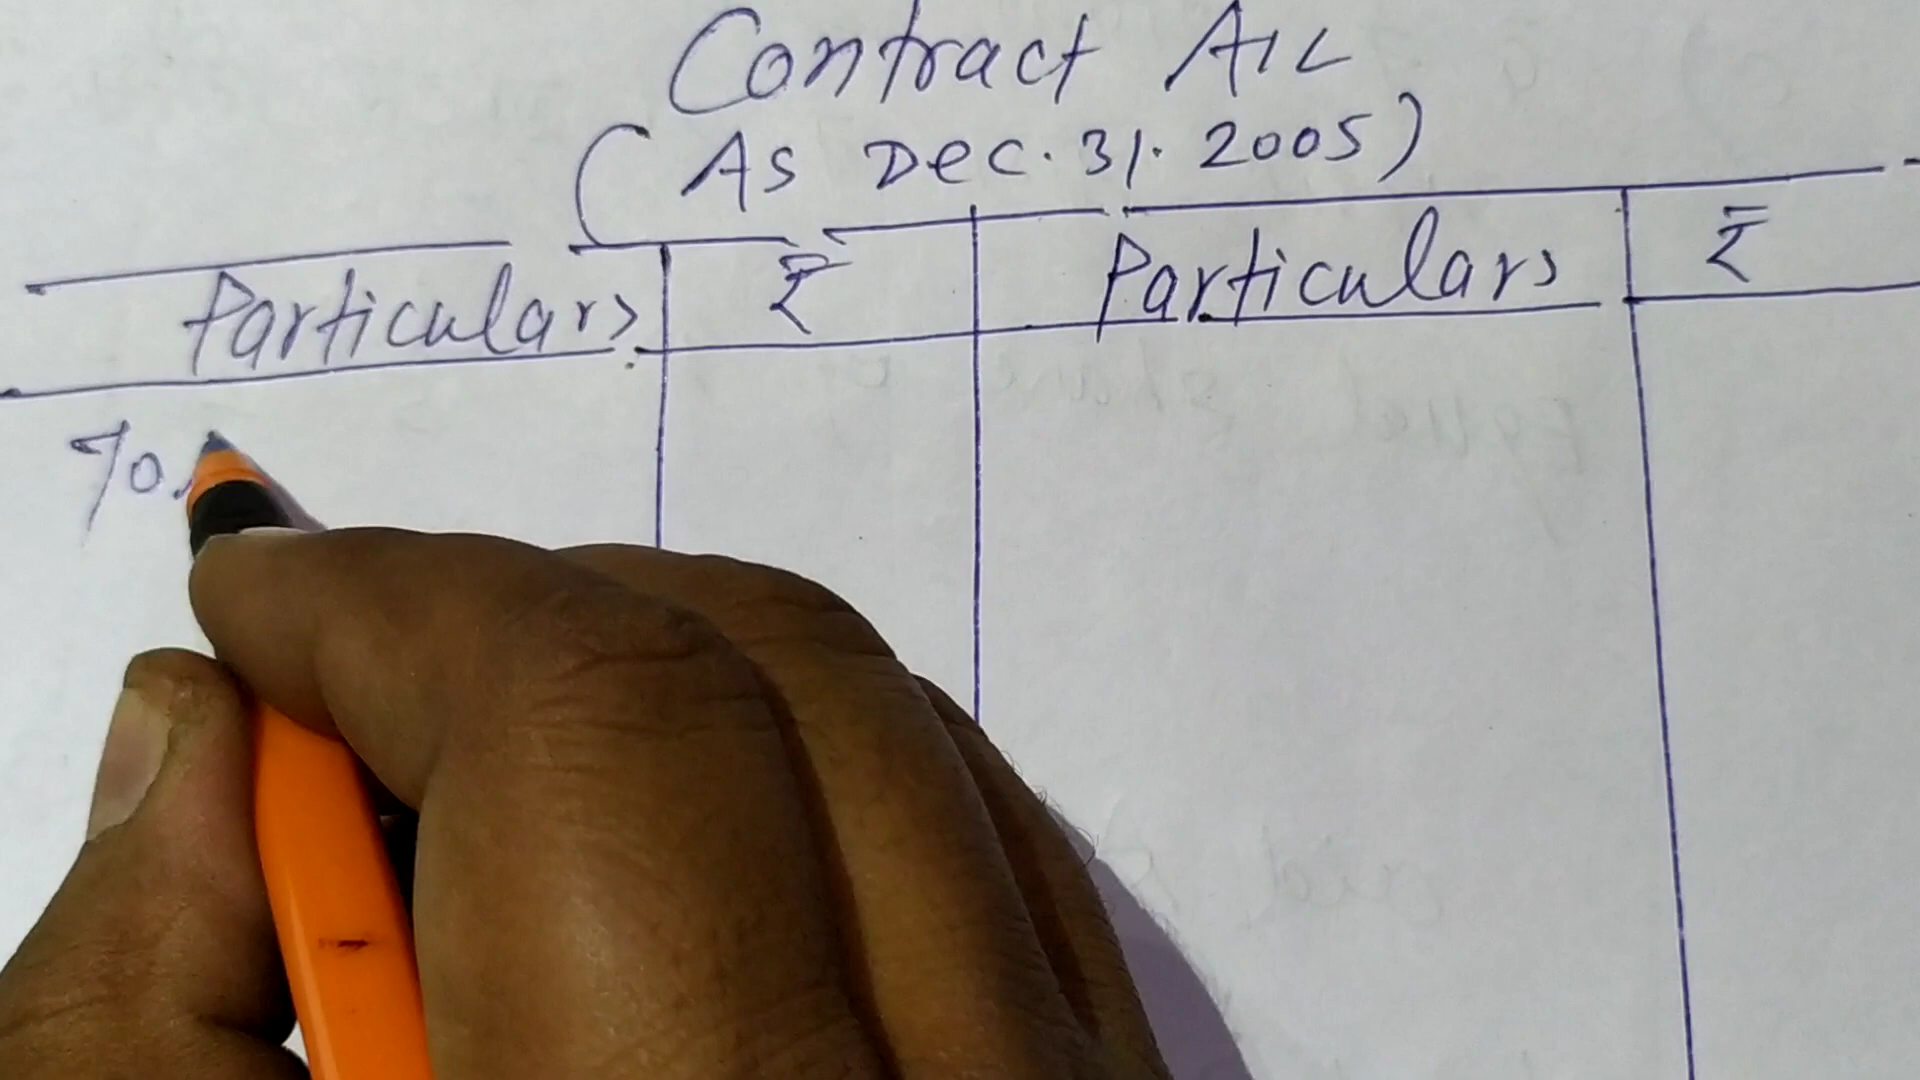 Contract A/C
(As Dec. 31. 2005)
Particulars ₹ Particulars ₹
To